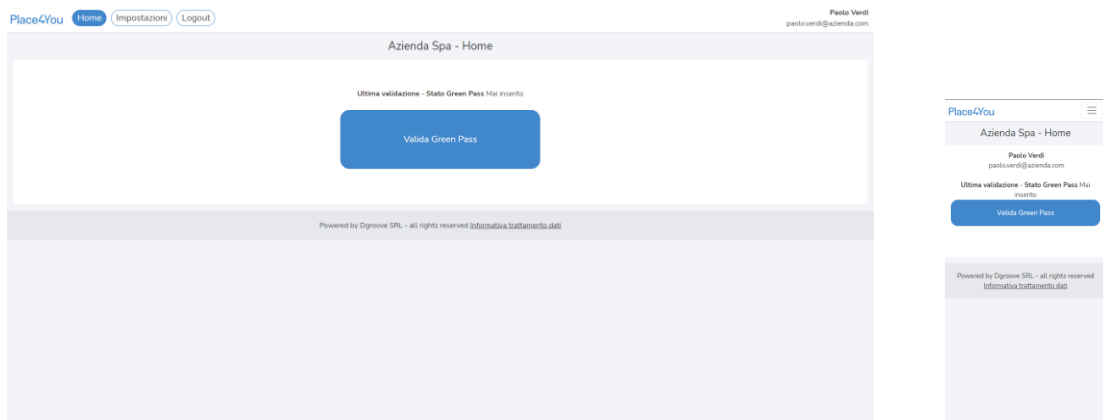 Place4You Home Impostazioni Logout
Paolo Verdi
paolo.verdi@azienda.com
Azienda Spa - Home
Ultima validazione - Stato Green Pass Mai inserito
Valida Green Pass
Powered by Dgroove SRL - all rights reserved Informativa trattamento dati
Place4You
Azienda Spa - Home
Paolo Verdi
paolo.verdi@azienda.com
Ultima validazione - Stato Green Pass Mai
inserito
Valida Green Pass
Powered by Dgroove SRL - all rights reserved
Informativa trattamento dati